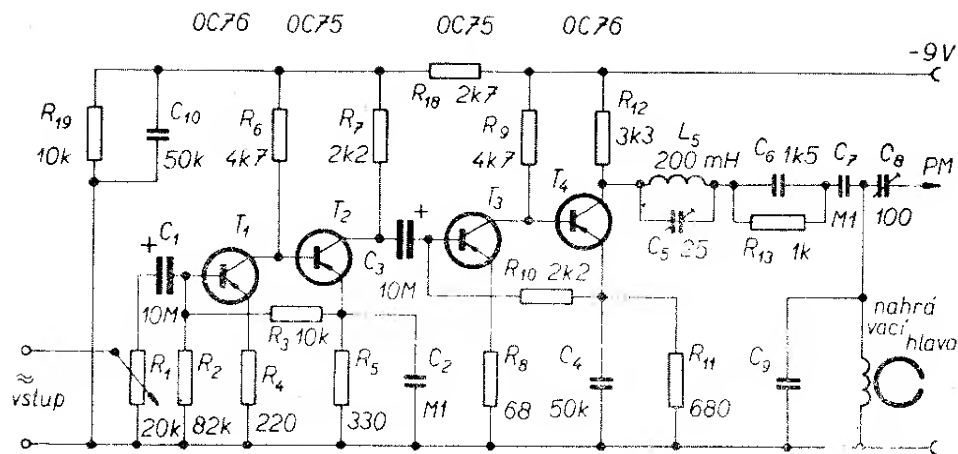 OC76 OC75 OC75 OC76
-9V
R19 10k
C10 50k
R6 4k7
R7 2k2
R18 2k7
R9 4k7
R12 3k3
L5 200 mH
C6 1k5
C7 M1
C8 100
PM
C5 25
R13 1k
C1 10M
+
T1
T2
C3 10M
+
T3
T4
R10 2k2
R3 10k
nahrá
vací
hlava
≈
vstup
R1 20k
R2 82k
R4 220
R5 330
C2 M1
R8 68
C4 50k
R11 680
C9